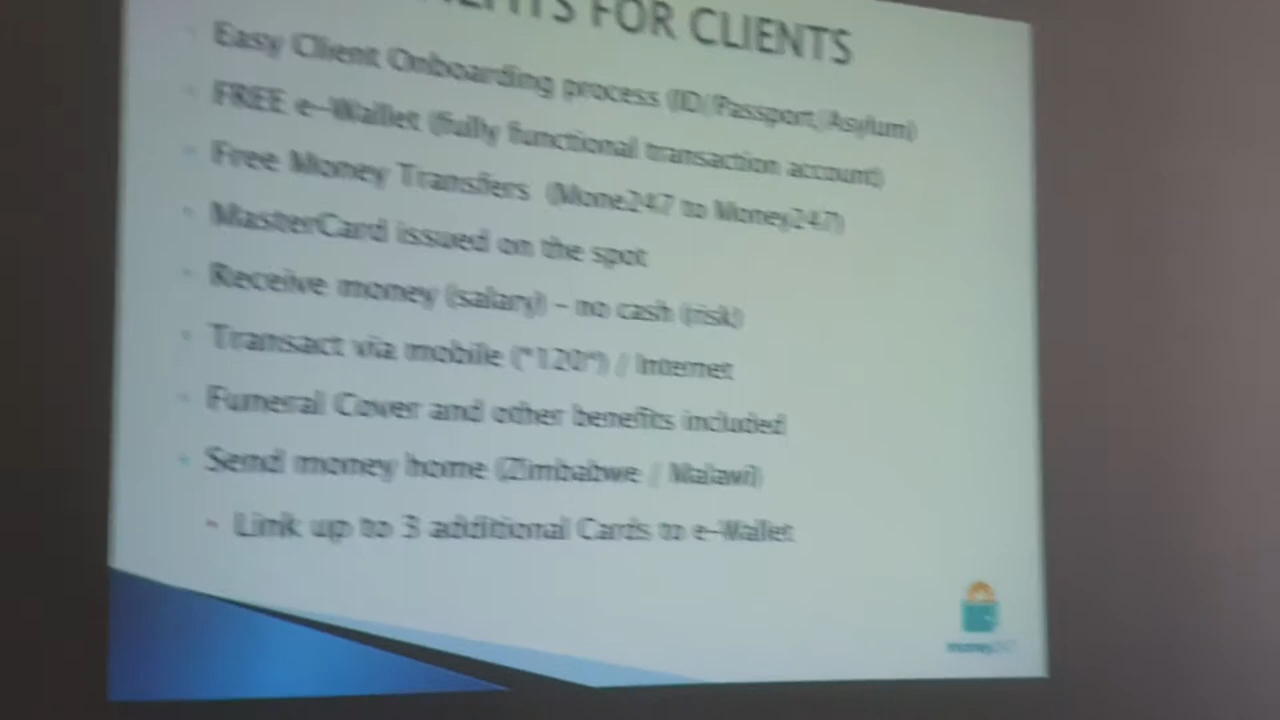 FITS FOR CLIENTS
Easy Client Onboarding process (ID/Passport/Asylum)
FREE e-Wallet (fully functional transaction account)
Free Money Transfers (Mone247 to Money247)
MasterCard issued on the spot
Receive money (salary) – no cash (risk)
Transact via mobile (*120*) / Internet
Funeral Cover and other benefits included
Send money home (Zimbabwe / Malawi)
- Link up to 3 additional Cards to e-Wallet
money247